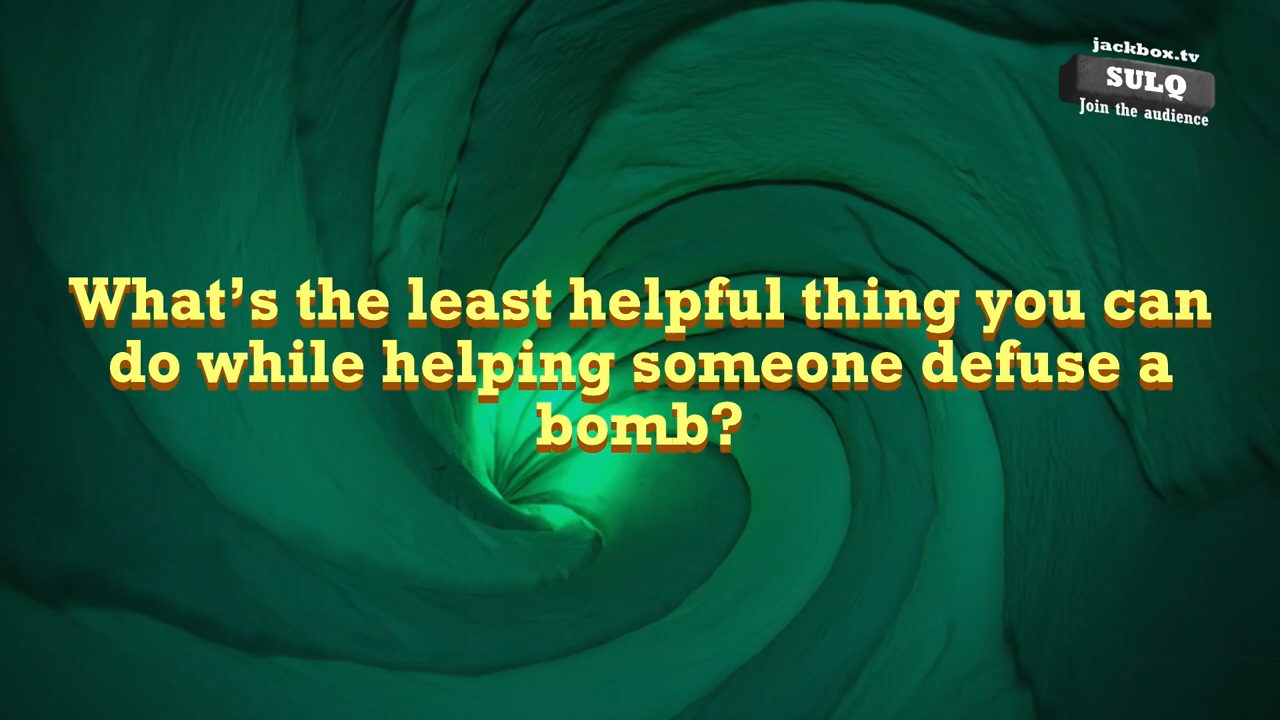 jackbox.tv
SULQ
Join the audience
What’s the least helpful thing you can
do while helping someone defuse a
bomb?